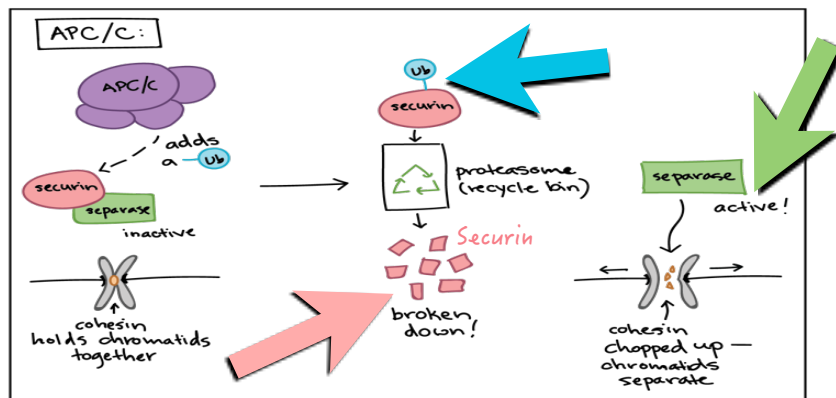 APC/C:
APC/C
adds
a Ub
securin
separase
inactive
cohesin
holds chromatids
together
Ub
securin
proteasome
(recycle bin)
Securin
broken
down!
separase
active!
cohesin
chopped up —
chromatids
separate